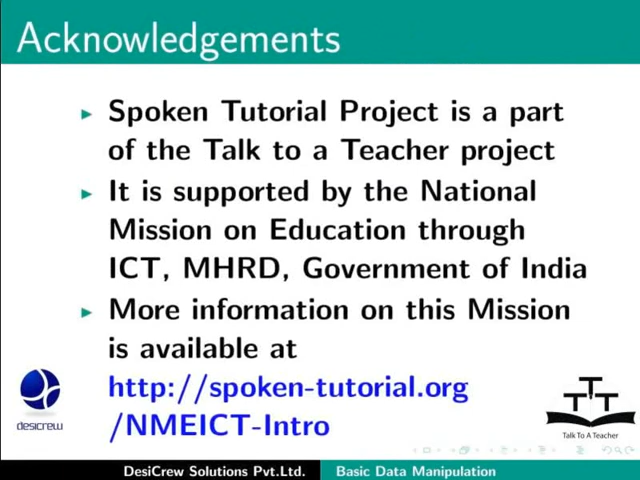 Acknowledgements
Spoken Tutorial Project is a part
of the Talk to a Teacher project
It is supported by the National
Mission on Education through
ICT, MHRD, Government of India
More information on this Mission
is available at
http://spoken-tutorial.org
/NMEICT-Intro
desicrew
TTT
Talk To A Teacher
DesiCrew Solutions Pvt.Ltd.
Basic Data Manipulation